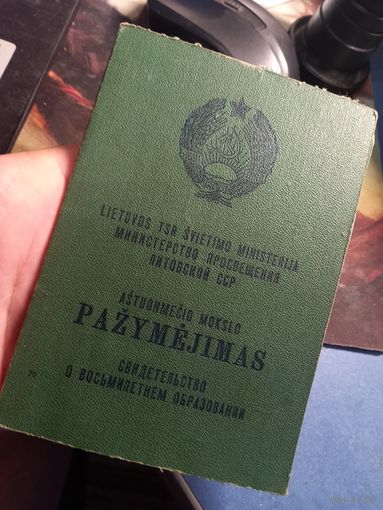 LIETUVOS TSR ŠVIETIMO MINISTERIJA
МИНИСТЕРСТВО ПРОСВЕЩЕНИЯ
ЛИТОВСКОЙ ССР
AŠTUONMEČIO MOKSLO
PAŽYMĖJIMAS
СВИДЕТЕЛЬСТВО
О ВОСЬМИЛЕТНЕМ ОБРАЗОВАНИИ